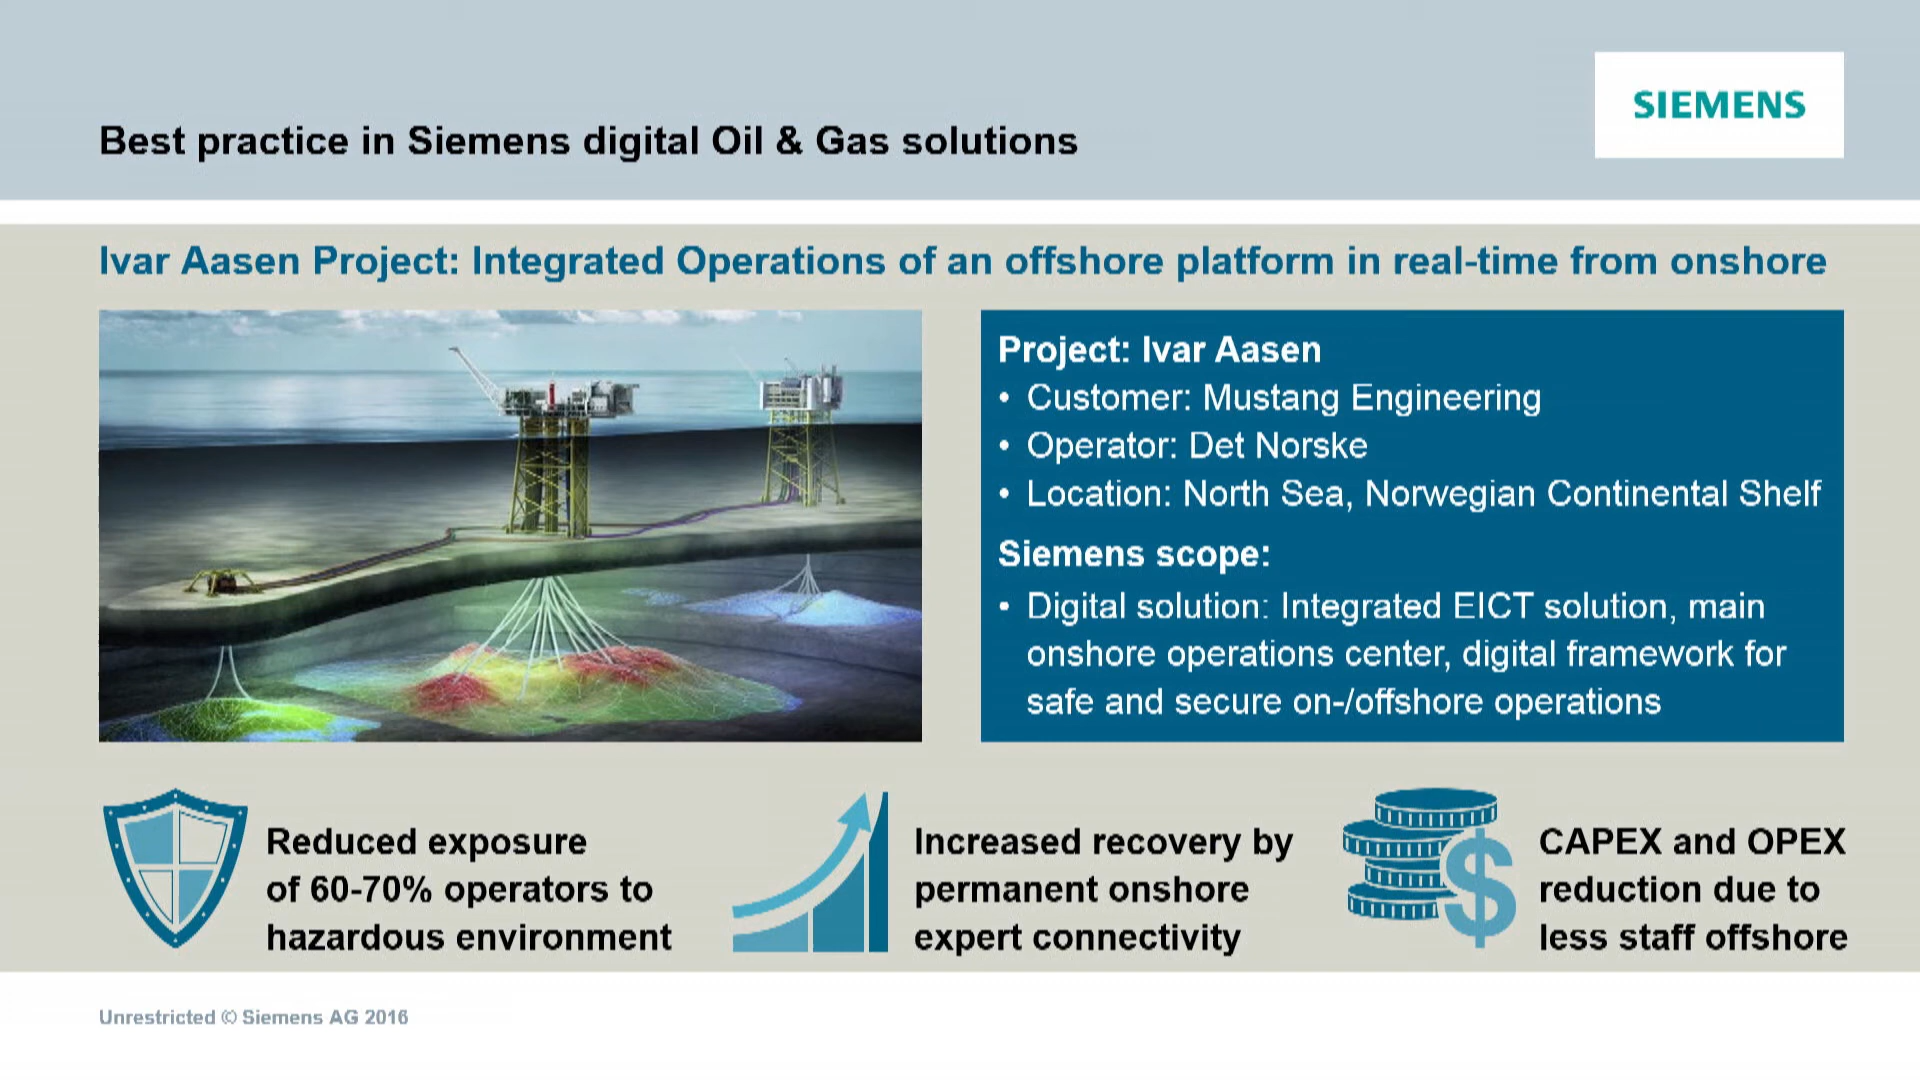 SIEMENS
Best practice in Siemens digital Oil & Gas solutions
Ivar Aasen Project: Integrated Operations of an offshore platform in real-time from onshore
Project: Ivar Aasen
• Customer: Mustang Engineering
• Operator: Det Norske
• Location: North Sea, Norwegian Continental Shelf
Siemens scope:
• Digital solution: Integrated EICT solution, main
onshore operations center, digital framework for
safe and secure on-/offshore operations
Reduced exposure
of 60-70% operators to
hazardous environment
Increased recovery by
permanent onshore
expert connectivity
$
CAPEX and OPEX
reduction due to
less staff offshore
Unrestricted © Siemens AG 2016